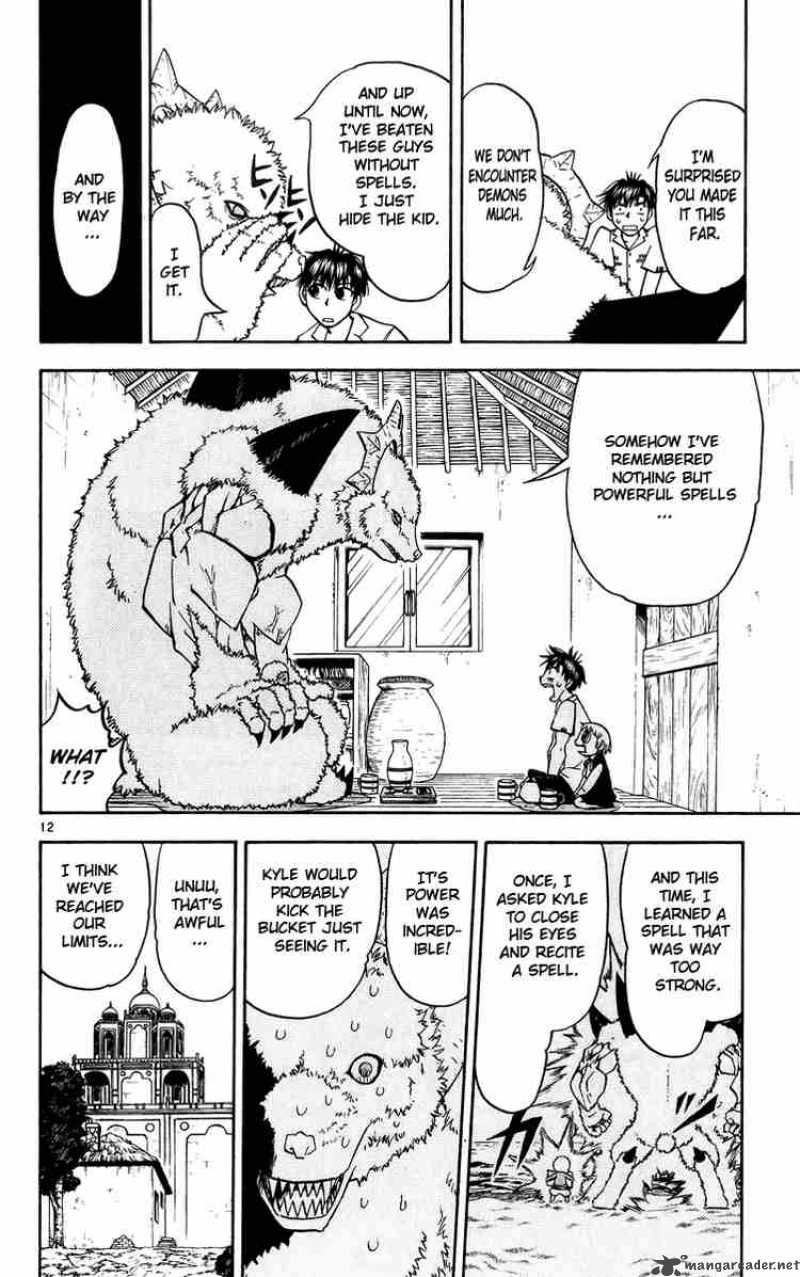 I'M
SURPRISED
YOU MADE
IT THIS
FAR.
WE DON'T
ENCOUNTER
DEMONS
MUCH.
AND UP
UNTIL NOW,
I'VE BEATEN
THESE GUYS
WITHOUT
SPELLS.
I JUST
HIDE THE KID.
I
GET
IT.
AND
BY THE
WAY
...
SOMEHOW I'VE
REMEMBERED
NOTHING BUT
POWERFUL SPELLS
...
WHAT
!!?
12
AND THIS
TIME, I
LEARNED A
SPELL THAT
WAS WAY
TOO
STRONG.
ONCE, I
ASKED KYLE
TO CLOSE
HIS EYES
AND RECITE
A SPELL.
IT'S
POWER
WAS
INCRED-
IBLE!
KYLE WOULD
PROBABLY
KICK THE
BUCKET JUST
SEEING IT.
UNUU,
THAT'S
AWFUL
...
I THINK
WE'VE
REACHED
OUR
LIMITS...
mangarcader.net